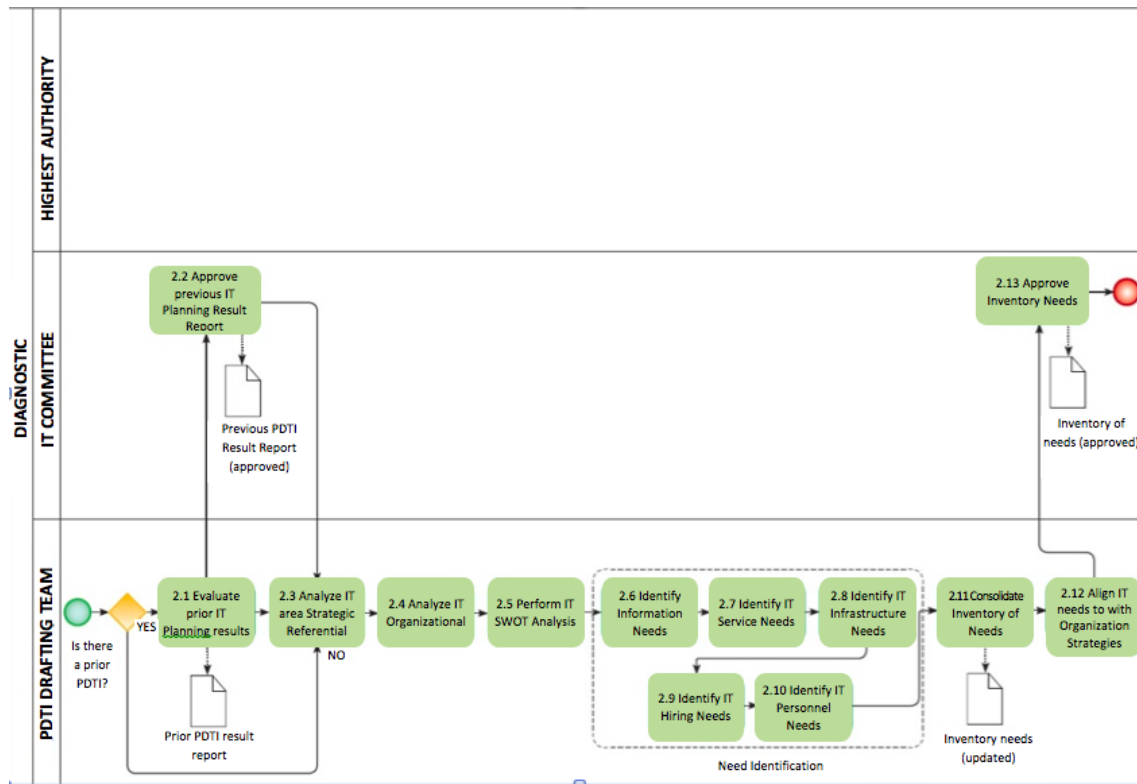 DIAGNOSTIC
HIGHEST AUTHORITY
IT COMMITTEE
2.2 Approve
previous IT
Planning Result
Report
Previous PDTI
Result Report
(approved)
2.13 Approve
Inventory Needs
Inventory of
needs (approved)
PDTI DRAFTING TEAM
Is there
a prior
PDTI?
YES
2.1 Evaluate
prior IT
Planning results
Prior PDTI result
report
NO
2.3 Analyze IT
area Strategic
Referential
2.4 Analyze IT
Organizational
2.5 Perform IT
SWOT Analysis
2.6 Identify
Information
Needs
2.7 Identify IT
Service Needs
2.8 Identify IT
Infrastructure
Needs
2.9 Identify IT
Hiring Needs
2.10 Identify IT
Personnel
Needs
Need Identification
2.11 Consolidate
Inventory of
Needs
Inventory needs
(updated)
2.12 Align IT
needs to with
Organization
Strategies